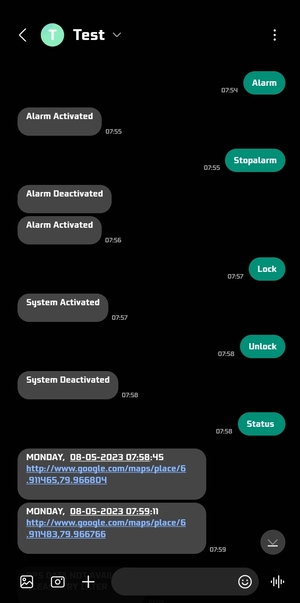 T Test
Alarm
07:54
Alarm Activated
07:55
Stopalarm
07:55
Alarm Deactivated
Alarm Activated
07:56
Lock
07:57
System Activated
07:57
Unlock
07:58
System Deactivated
07:58
Status
07:58
MONDAY, 08-05-2023 07:58:45
http://www.google.com/maps/place/6
.911465,79.966804
MONDAY, 08-05-2023 07:59:11
http://www.google.com/maps/place/6
.911483,79.966766
07:59